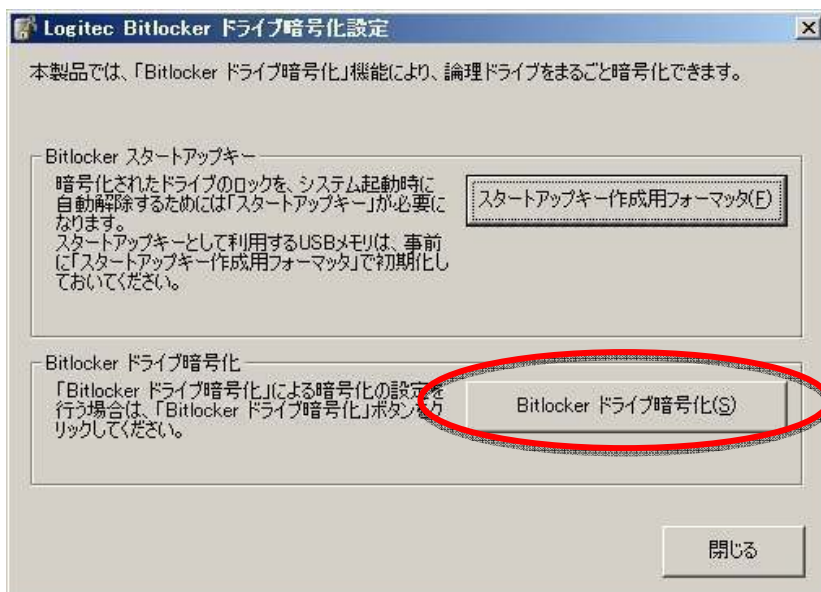 Logitec Bitlocker ドライブ暗号化設定
本製品では、「Bitlocker ドライブ暗号化」機能により、論理ドライブをまるごと暗号化できます。
Bitlocker スタートアップキー
暗号化されたドライブのロックを、システム起動時に
自動解除するためには「スタートアップキー」が必要に
なります。
スタートアップキーとして利用するUSBメモリは、事前
に「スタートアップキー作成用フォーマッタ」で初期化し
ておいてください。
スタートアップキー作成用フォーマッタ(F)
Bitlocker ドライブ暗号化
「Bitlocker ドライブ暗号化」による暗号化の設定を
行う場合は、「Bitlocker ドライブ暗号化」ボタンをク
リックしてください。
Bitlocker ドライブ暗号化(S)
閉じる